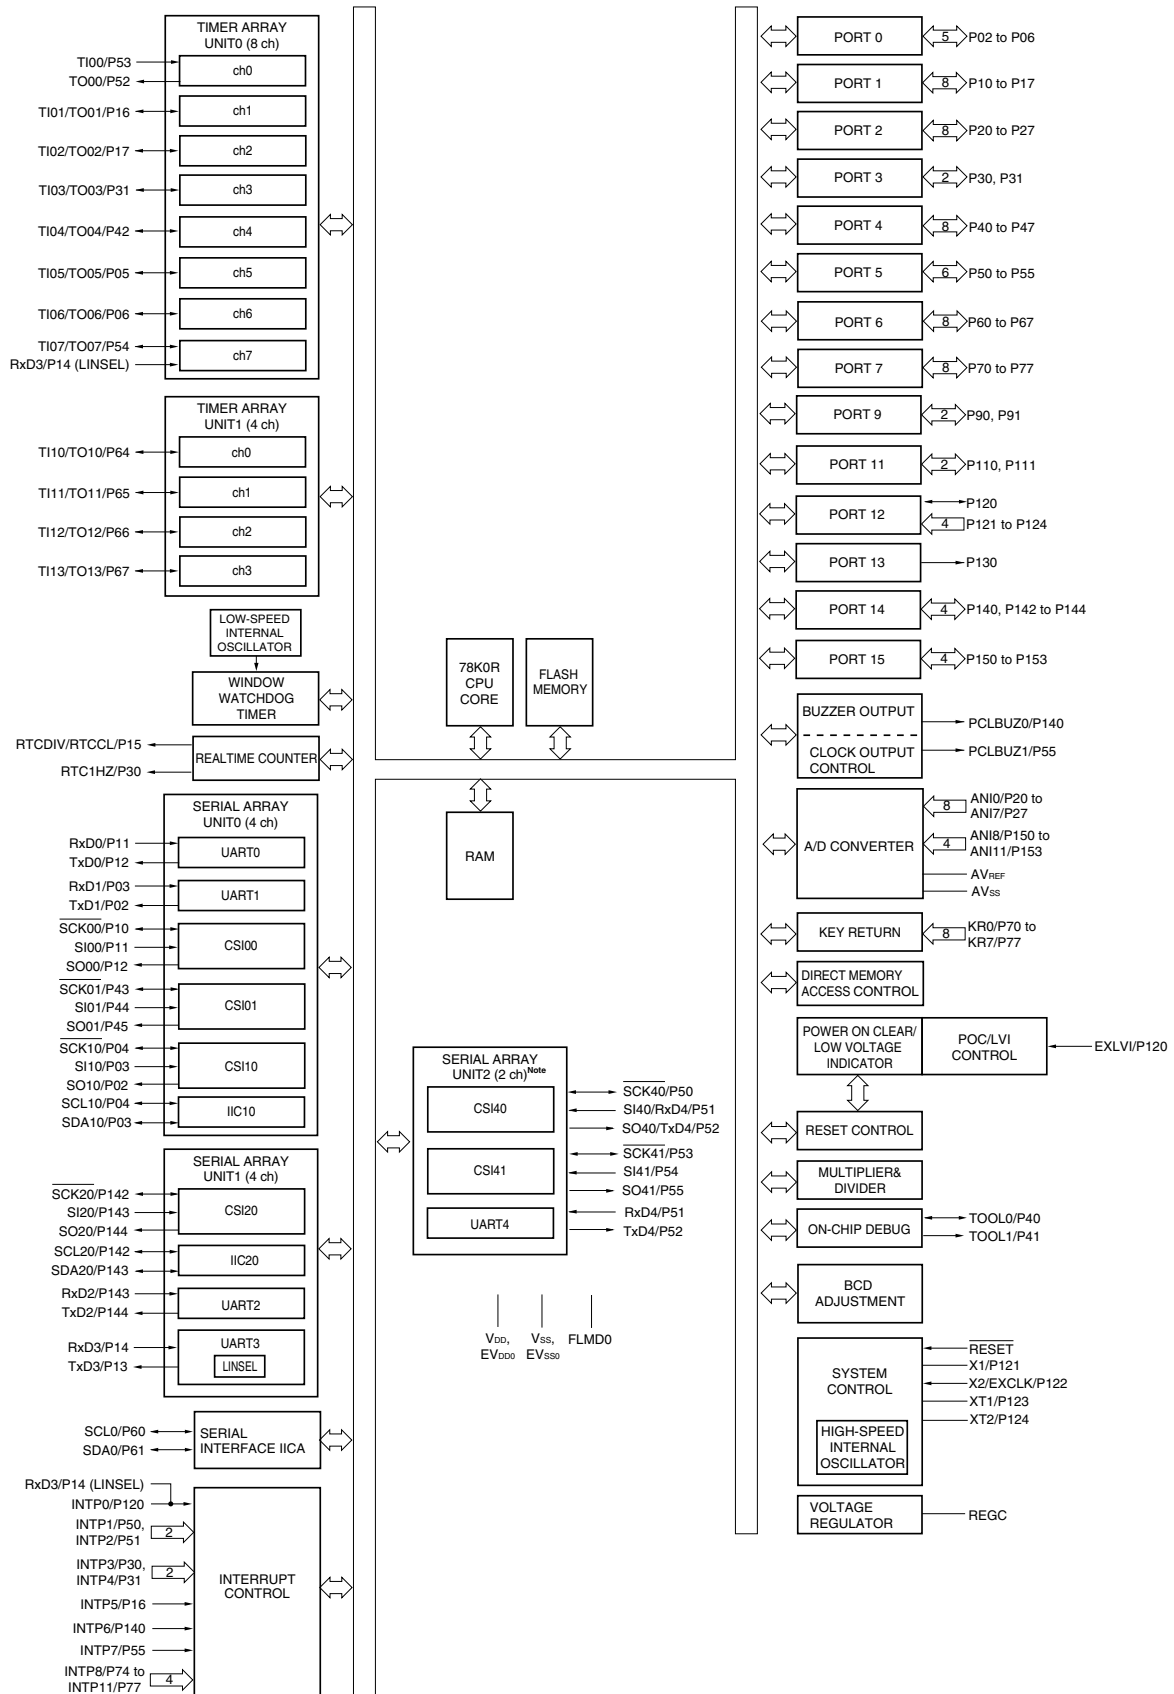 TIMER ARRAY
UNIT0 (8 ch)
TI00/P53
TO00/P52
ch0
TI01/TO01/P16
ch1
TI02/TO02/P17
ch2
TI03/TO03/P31
ch3
TI04/TO04/P42
ch4
TI05/TO05/P05
ch5
TI06/TO06/P06
ch6
TI07/TO07/P54
RxD3/P14 (LINSEL)
ch7
TIMER ARRAY
UNIT1 (4 ch)
TI10/TO10/P64
ch0
TI11/TO11/P65
ch1
TI12/TO12/P66
ch2
TI13/TO13/P67
ch3
LOW-SPEED
INTERNAL
OSCILLATOR
WINDOW
WATCHDOG
TIMER
RTCDIV/RTCCL/P15
RTC1HZ/P30
REALTIME COUNTER
SERIAL ARRAY
UNIT0 (4 ch)
RxD0/P11
TxD0/P12
UART0
RxD1/P03
TxD1/P02
UART1
SCK00/P10
SI00/P11
SO00/P12
CSI00
SCK01/P43
SI01/P44
SO01/P45
CSI01
SCK10/P04
SI10/P03
SO10/P02
CSI10
SCL10/P04
SDA10/P03
IIC10
SERIAL ARRAY
UNIT1 (4 ch)
SCK20/P142
SI20/P143
SO20/P144
CSI20
SCL20/P142
SDA20/P143
IIC20
RxD2/P143
TxD2/P144
UART2
RxD3/P14
TxD3/P13
UART3
LINSEL
SCL0/P60
SDA0/P61
SERIAL
INTERFACE IICA
RxD3/P14 (LINSEL)
INTP0/P120
INTP1/P50,
INTP2/P51
2
INTP3/P30,
INTP4/P31
2
INTP5/P16
INTP6/P140
INTP7/P55
INTP8/P74 to
INTP11/P77
4
INTERRUPT
CONTROL
78K0R
CPU
CORE
FLASH
MEMORY
RAM
SERIAL ARRAY
UNIT2 (2 ch)Note
CSI40
SCK40/P50
SI40/RxD4/P51
SO40/TxD4/P52
CSI41
SCK41/P53
SI41/P54
SO41/P55
UART4
RxD4/P51
TxD4/P52
VDD,
EVDD0
VSS,
EVSS0
FLMD0
PORT 0
5
P02 to P06
PORT 1
8
P10 to P17
PORT 2
8
P20 to P27
PORT 3
2
P30, P31
PORT 4
8
P40 to P47
PORT 5
6
P50 to P55
PORT 6
8
P60 to P67
PORT 7
8
P70 to P77
PORT 9
2
P90, P91
PORT 11
2
P110, P111
PORT 12
P120
4
P121 to P124
PORT 13
P130
PORT 14
4
P140, P142 to P144
PORT 15
4
P150 to P153
BUZZER OUTPUT
PCLBUZ0/P140
CLOCK OUTPUT
CONTROL
PCLBUZ1/P55
A/D CONVERTER
8
ANI0/P20 to
ANI7/P27
4
ANI8/P150 to
ANI11/P153
AVREF
AVSS
KEY RETURN
8
KR0/P70 to
KR7/P77
DIRECT MEMORY
ACCESS CONTROL
POWER ON CLEAR/
LOW VOLTAGE
INDICATOR
POC/LVI
CONTROL
EXLVI/P120
RESET CONTROL
MULTIPLIER&
DIVIDER
ON-CHIP DEBUG
TOOL0/P40
TOOL1/P41
BCD
ADJUSTMENT
SYSTEM
CONTROL
HIGH-SPEED
INTERNAL
OSCILLATOR
RESET
X1/P121
X2/EXCLK/P122
XT1/P123
XT2/P124
VOLTAGE
REGULATOR
REGC